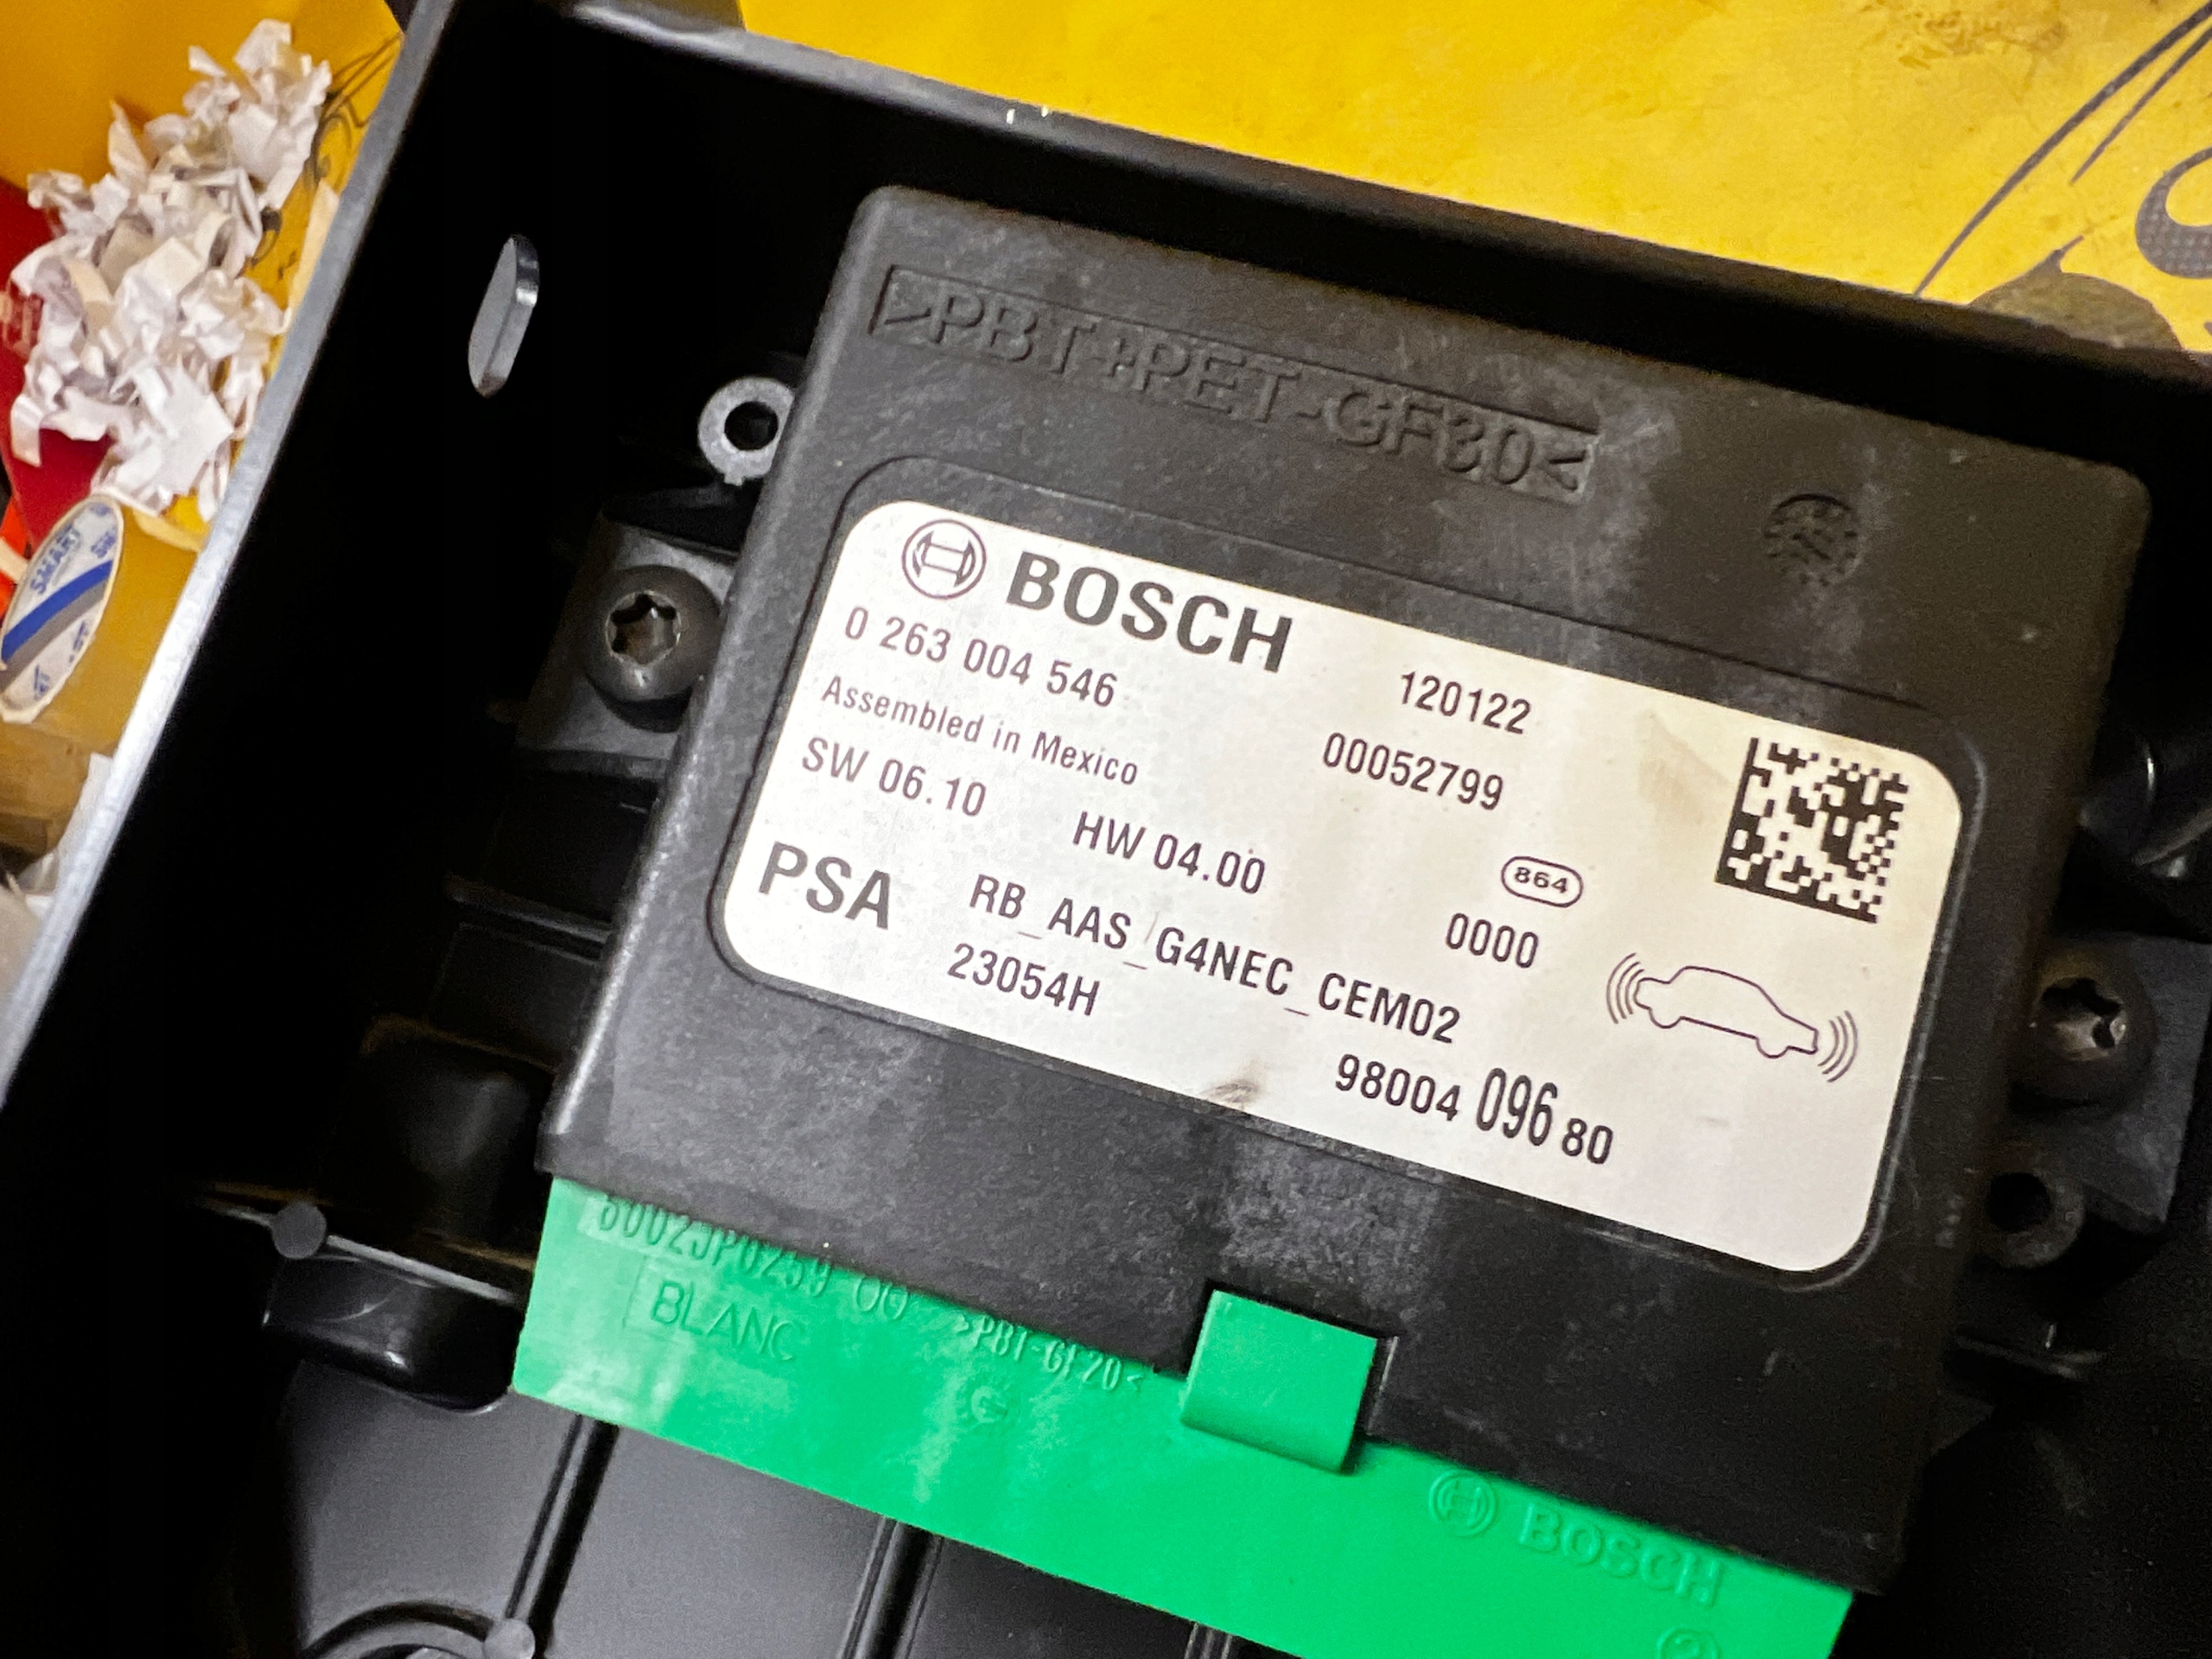 >PBT+PET-GF30<
BOSCH
0 263 004 546
120122
Assembled in Mexico
00052799
SW 06.10 HW 04.00
864
PSA RB_AAS_G4NEC_CEM02
0000
23054H
98004 096 80
BLANC
>PBT-GF20<
BOSCH
SMART